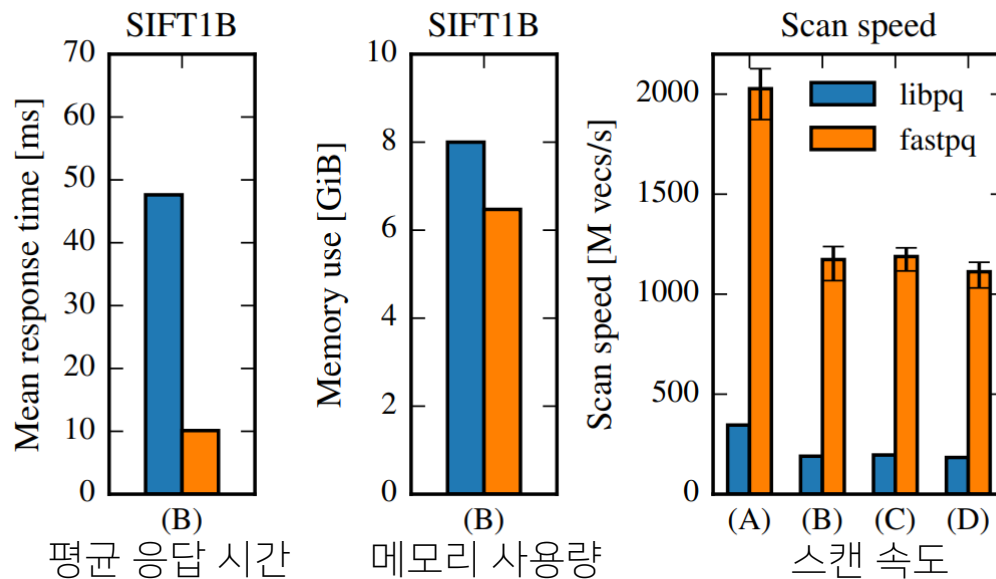 SIFT1B
Mean response time [ms]
70
60
50
40
30
20
10
0
(B)
평균 응답 시간
SIFT1B
Memory use [GiB]
10
8
6
4
2
0
(B)
메모리 사용량
Scan speed
Scan speed [M vecs/s]
2000
1500
1000
500
0
libpq
fastpq
(A) (B) (C) (D)
스캔 속도